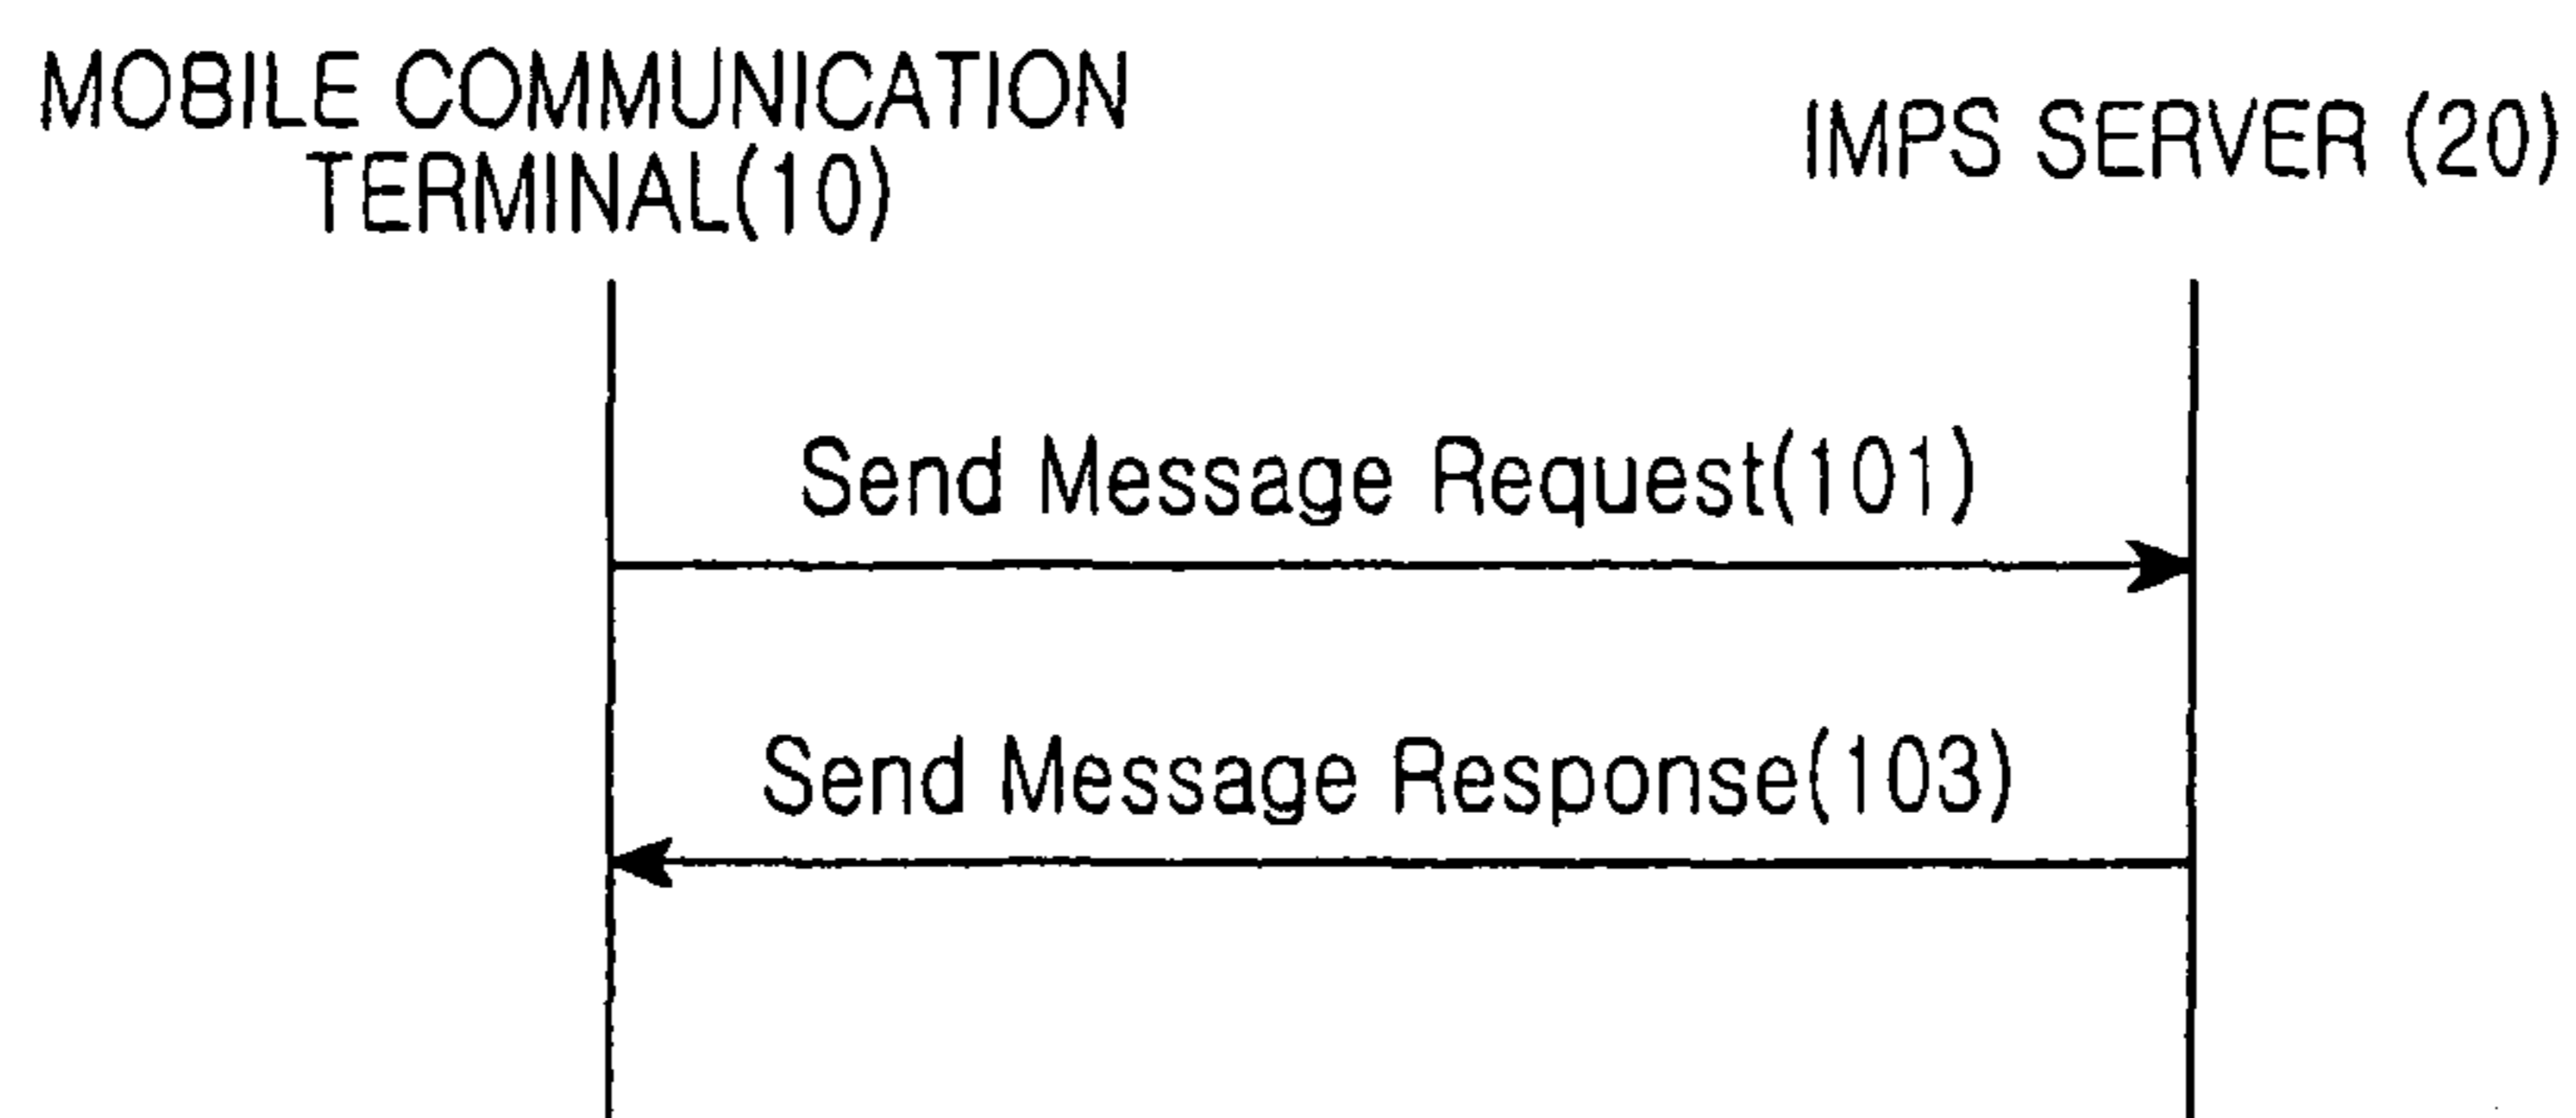 MOBILE COMMUNICATION
TERMINAL(10)
IMPS SERVER (20)
Send Message Request(101)
Send Message Response(103)